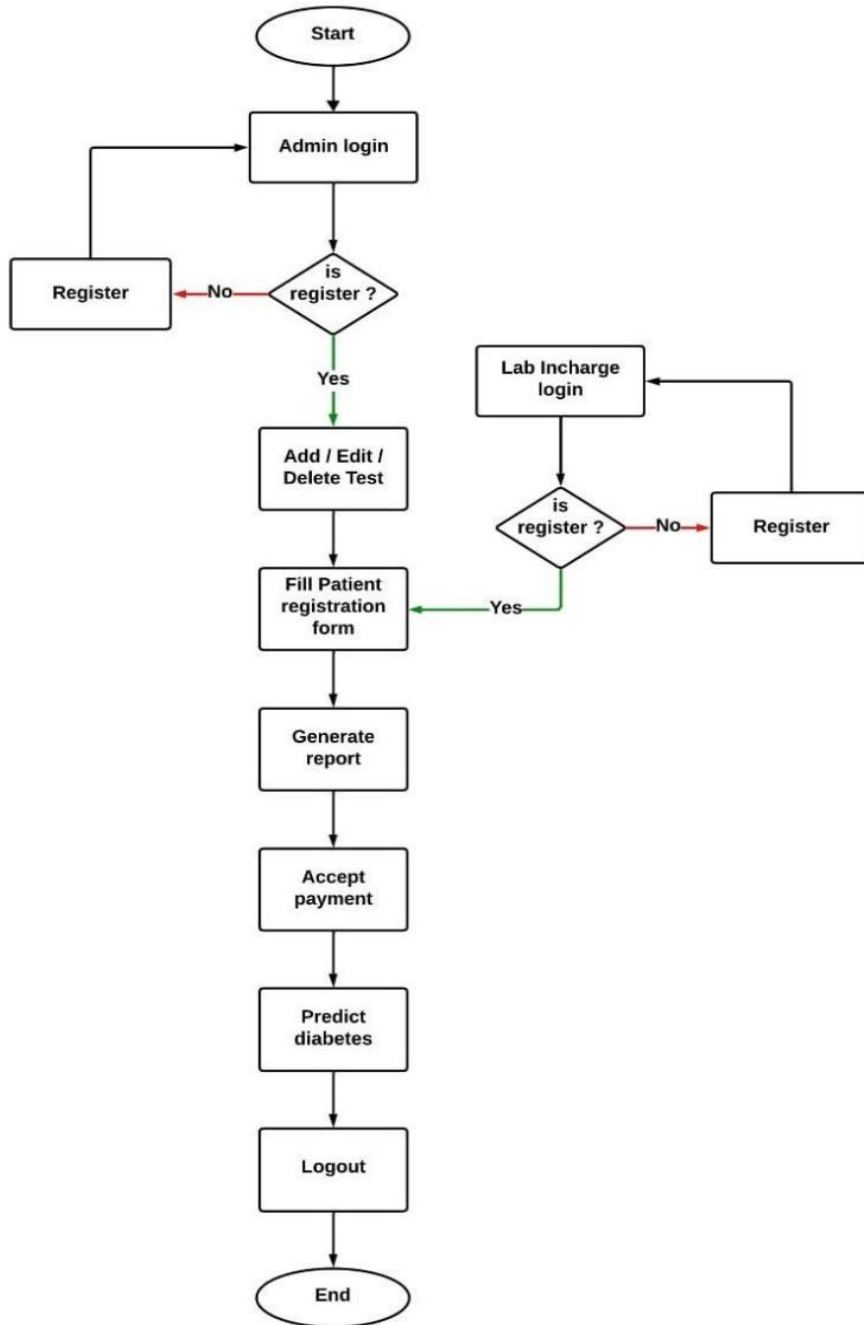 Start
Admin login
is
register ?
No
Register
Yes
Lab Incharge
login
Add / Edit /
Delete Test
is
register ?
No
Register
Fill Patient
registration
form
Yes
Generate
report
Accept
payment
Predict
diabetes
Logout
End